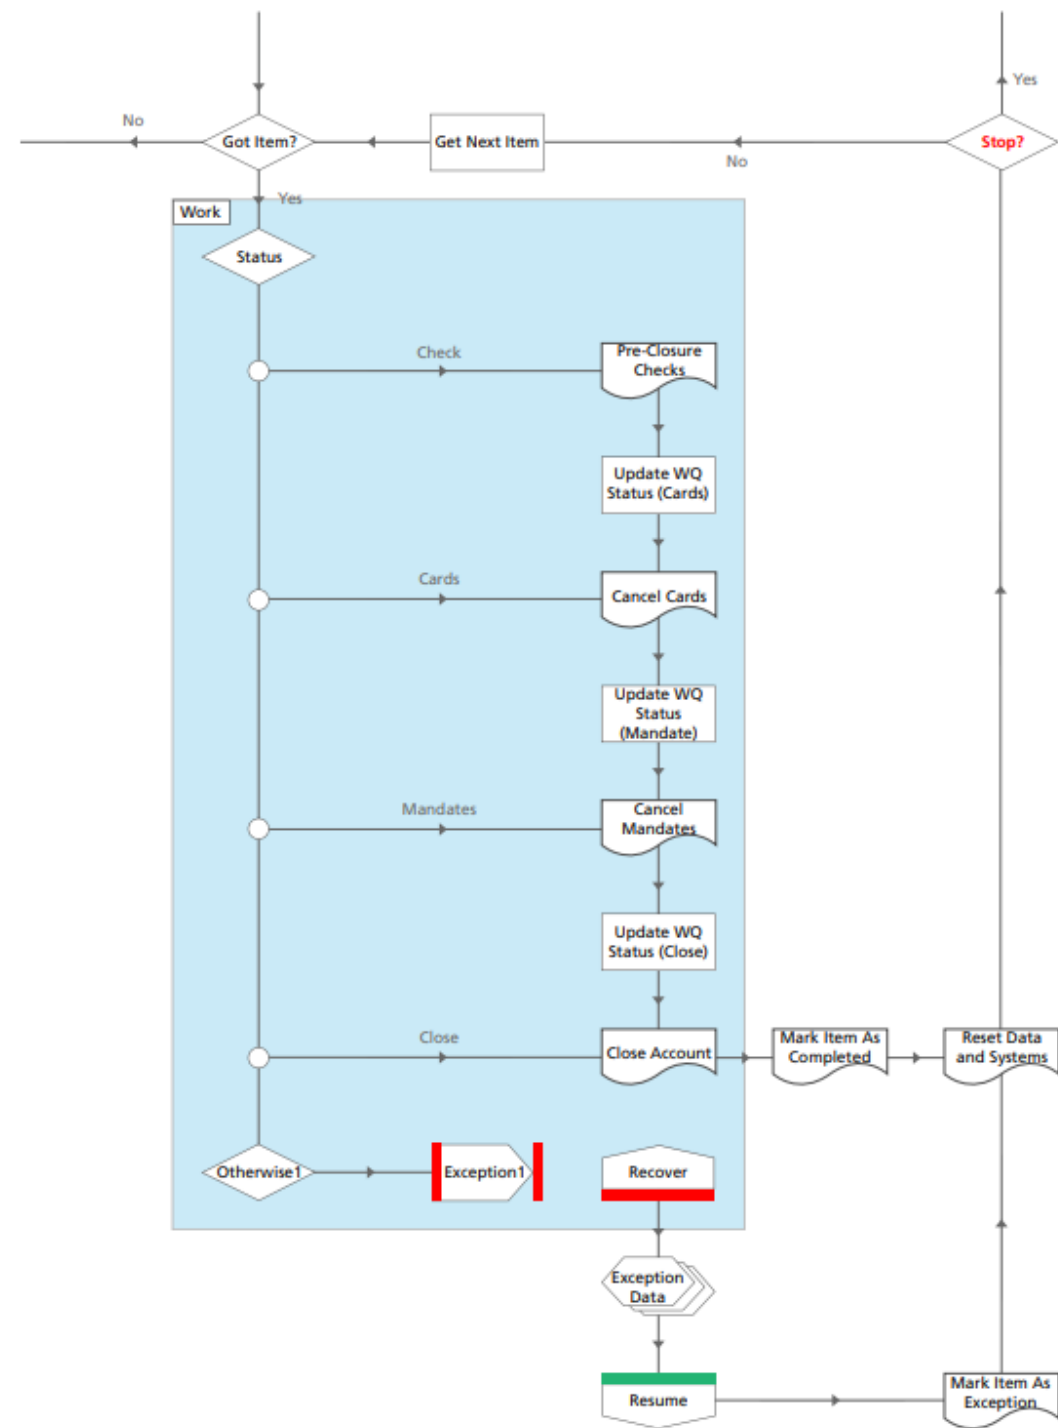 Yes
No
Got Item?
Get Next Item
No
Stop?
Yes
Work
Status
Check
Pre-Closure
Checks
Update WQ
Status (Cards)
Cards
Cancel Cards
Update WQ
Status
(Mandate)
Mandates
Cancel
Mandates
Update WQ
Status (Close)
Close
Close Account
Mark Item As
Completed
Reset Data
and Systems
Otherwise1
Exception1
Recover
Exception
Data
Resume
Mark Item As
Exception